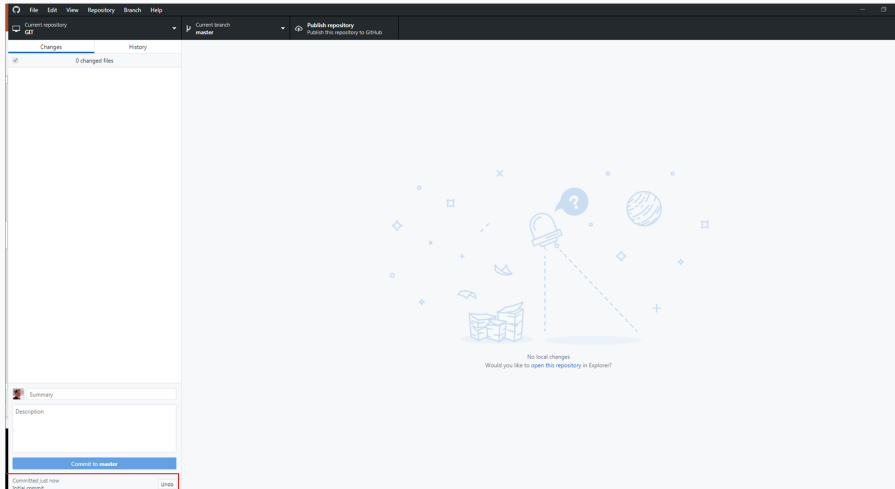 File Edit View Repository Branch Help
Current repository
GIT
Current branch
master
Publish repository
Publish this repository to GitHub
Changes History
0 changed files
?
No local changes
Would you like to open this repository in Explorer?
Summary
Description
Commit to master
Committed just now
Initial commit
Undo